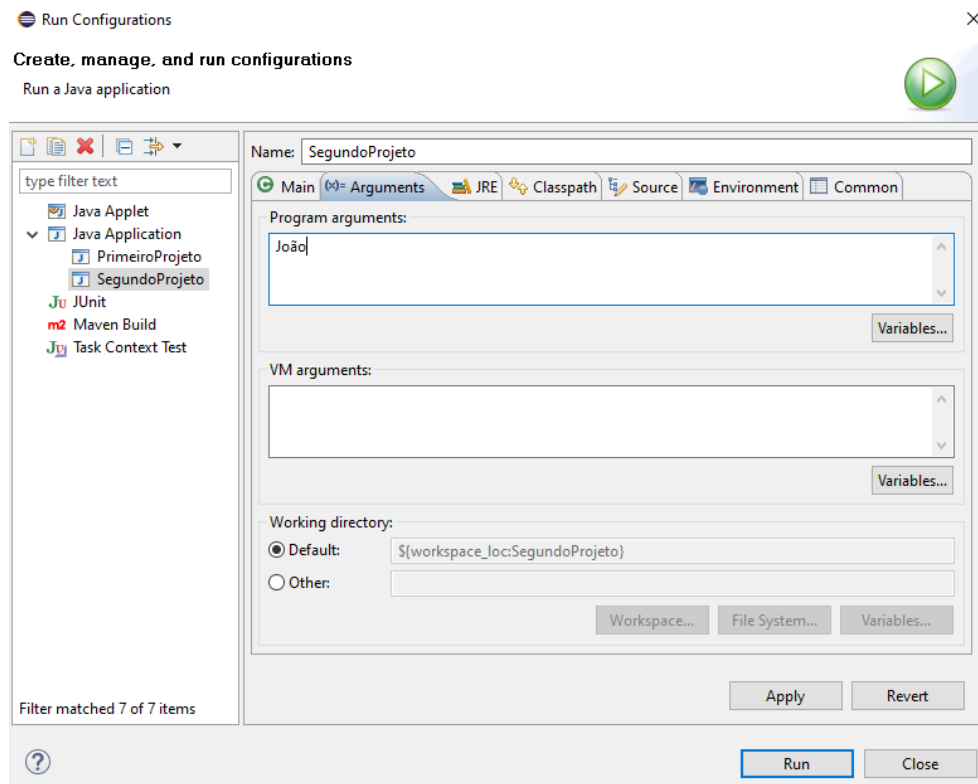 Run Configurations
Create, manage, and run configurations
Run a Java application
type filter text
Java Applet
Java Application
PrimeiroProjeto
SegundoProjeto
Ju JUnit
m2 Maven Build
Ju Task Context Test
Filter matched 7 of 7 items
Name: SegundoProjeto
Main (x)= Arguments JRE Classpath Source Environment Common
Program arguments:
João
Variables...
VM arguments:
Variables...
Working directory:
Default: ${workspace_loc:SegundoProjeto}
Other:
Workspace... File System... Variables...
Apply Revert
Run Close